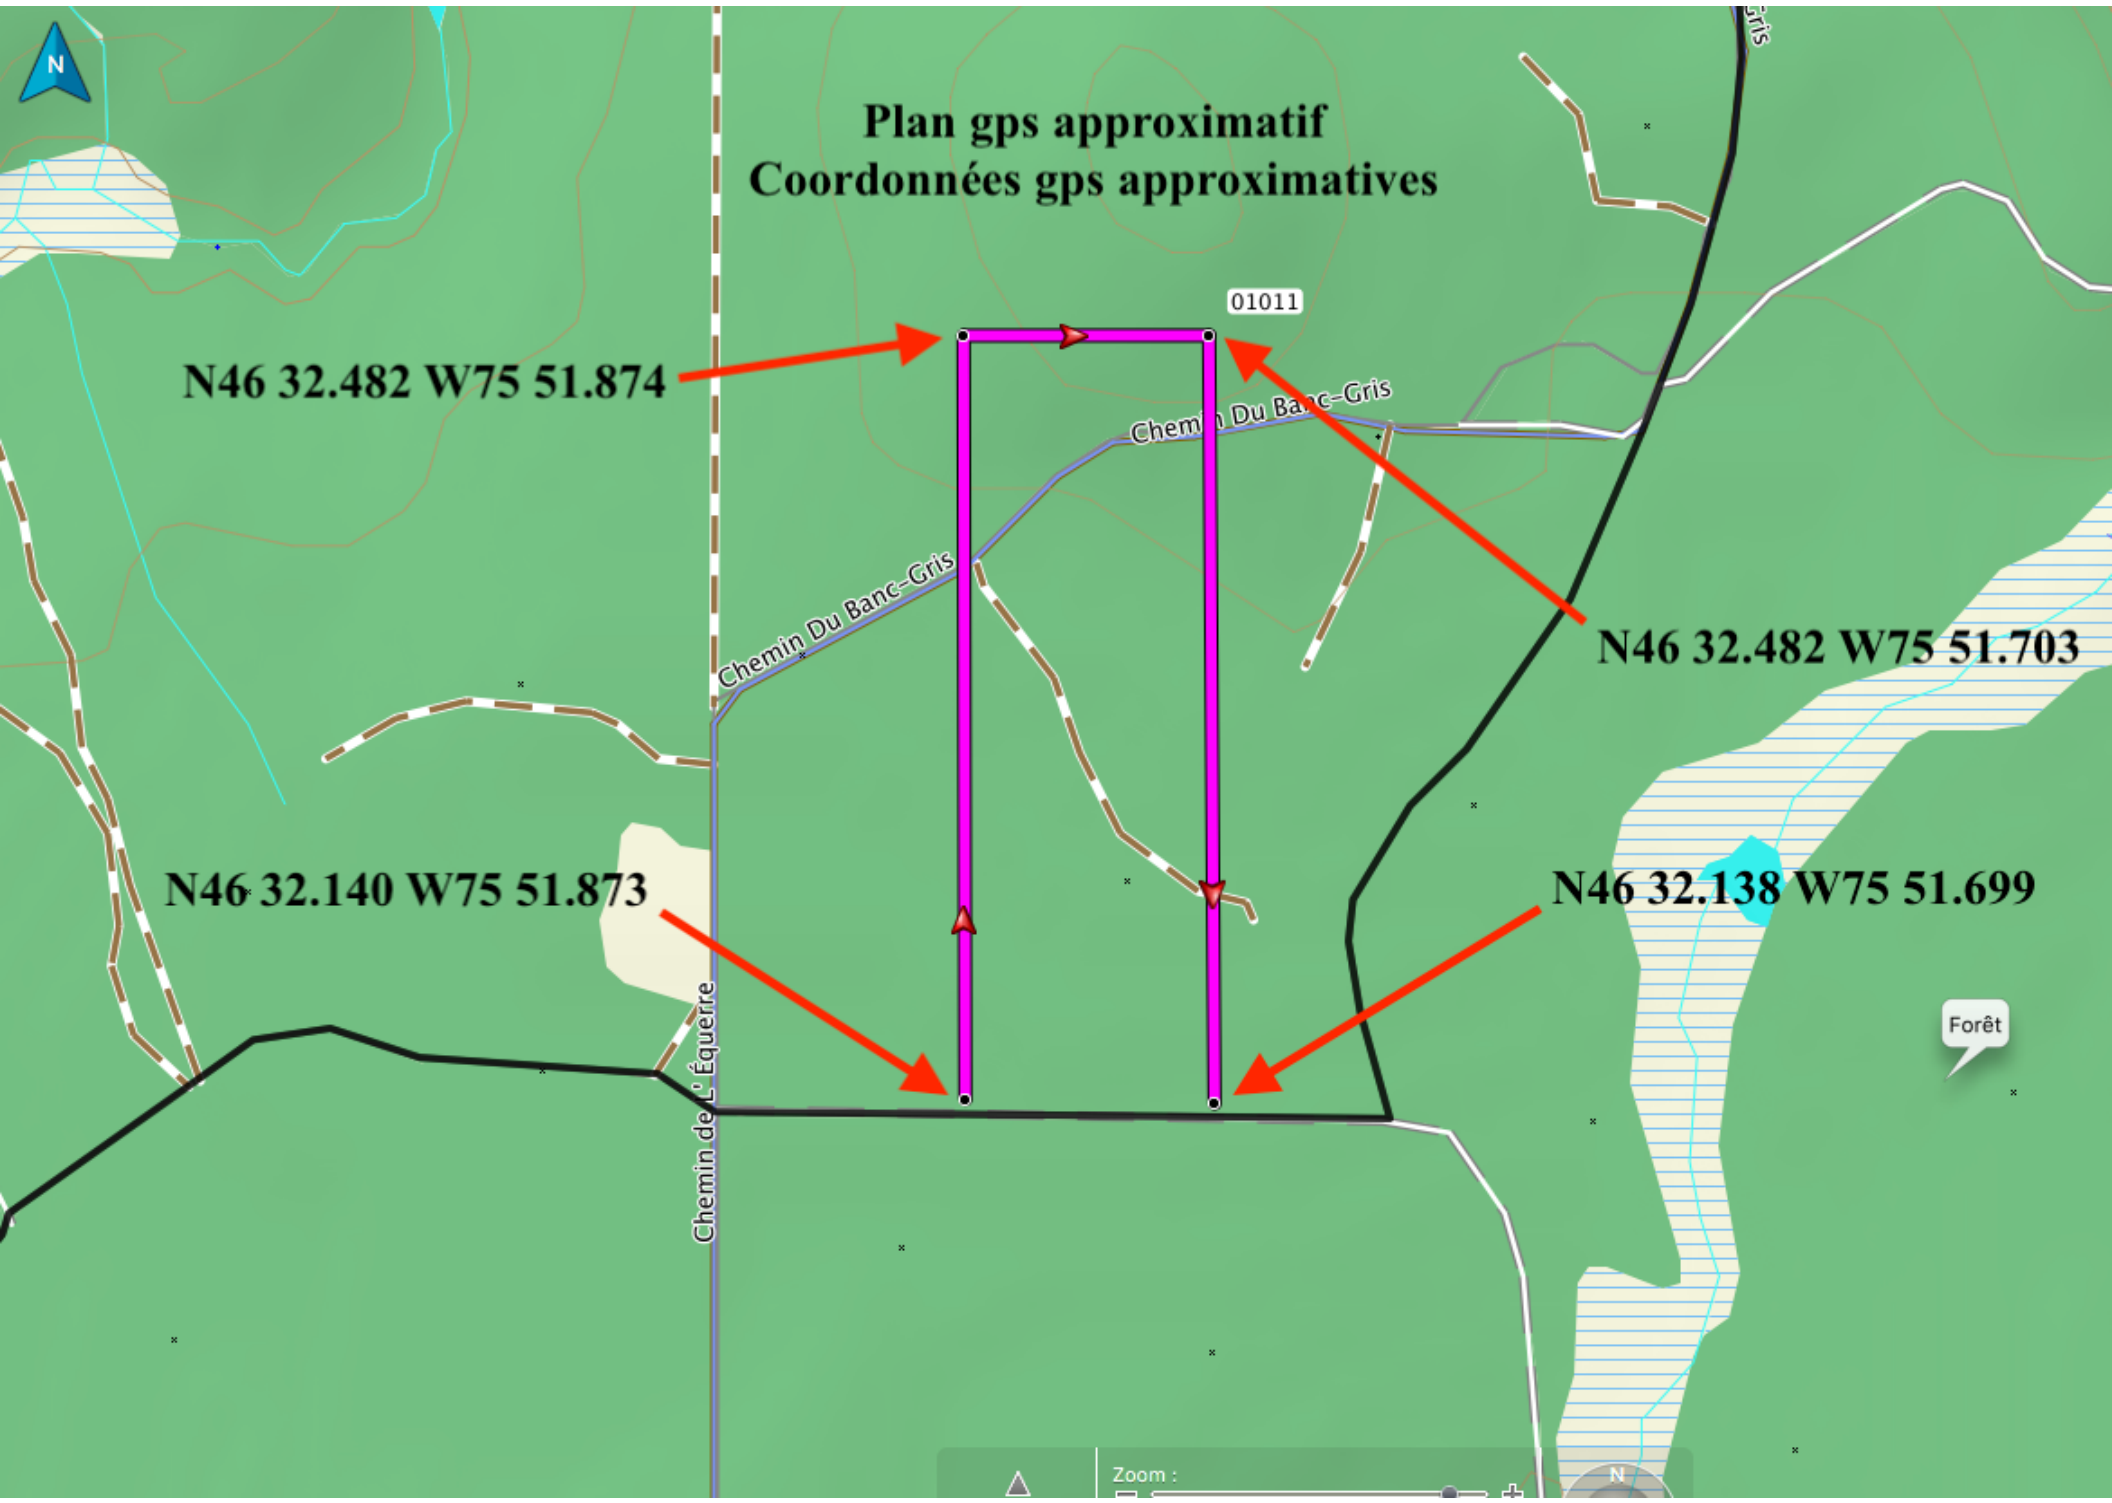 N
Gris
Plan gps approximatif
Coordonnées gps approximatives
01011
N46 32.482 W75 51.874
Chemin Du Banc-Gris
Chemin Du Banc-Gris
N46 32.482 W75 51.703
N46 32.140 W75 51.873
N46 32.138 W75 51.699
Chemin de L' Équerre
Forêt
Zoom :
N